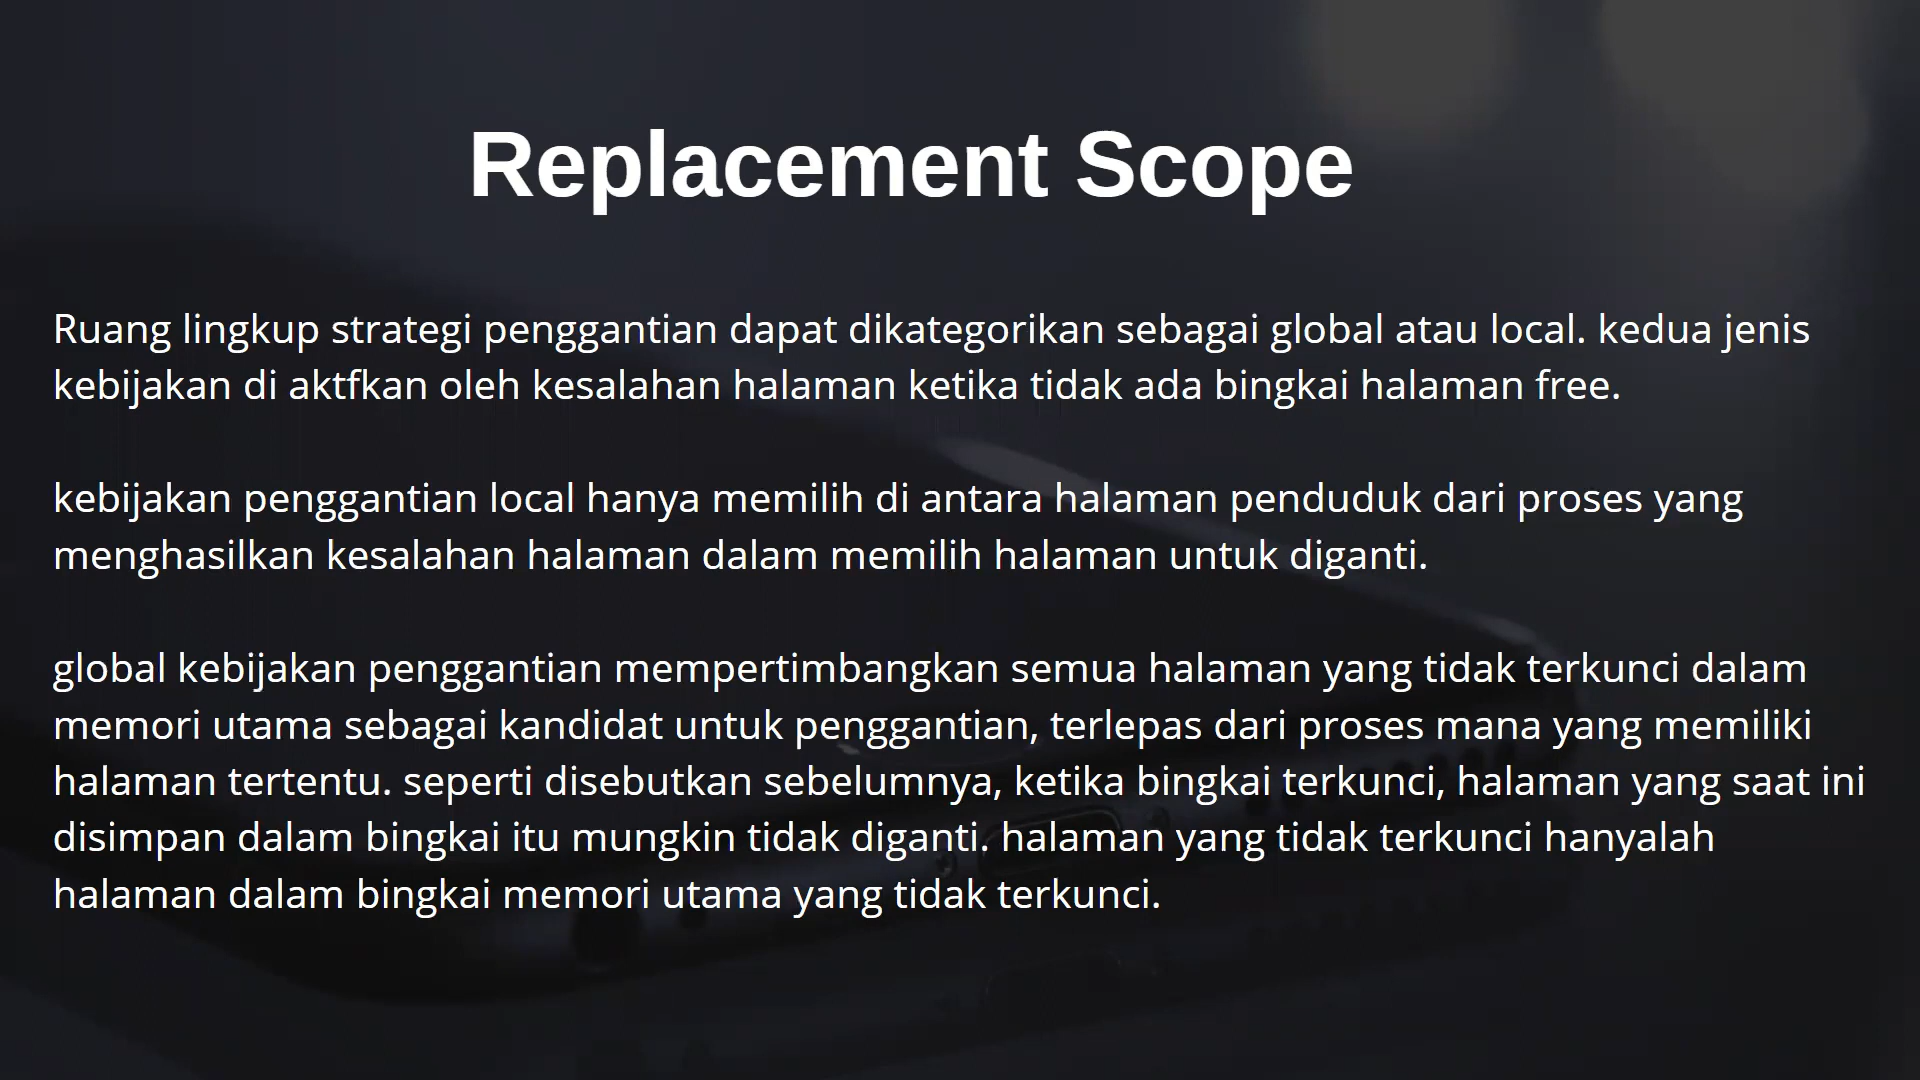 Replacement Scope
Ruang lingkup strategi penggantian dapat dikategorikan sebagai global atau local. kedua jenis
kebijakan di aktfkan oleh kesalahan halaman ketika tidak ada bingkai halaman free.
kebijakan penggantian local hanya memilih di antara halaman penduduk dari proses yang
menghasilkan kesalahan halaman dalam memilih halaman untuk diganti.
global kebijakan penggantian mempertimbangkan semua halaman yang tidak terkunci dalam
memori utama sebagai kandidat untuk penggantian, terlepas dari proses mana yang memiliki
halaman tertentu. seperti disebutkan sebelumnya, ketika bingkai terkunci, halaman yang saat ini
disimpan dalam bingkai itu mungkin tidak diganti. halaman yang tidak terkunci hanyalah
halaman dalam bingkai memori utama yang tidak terkunci.